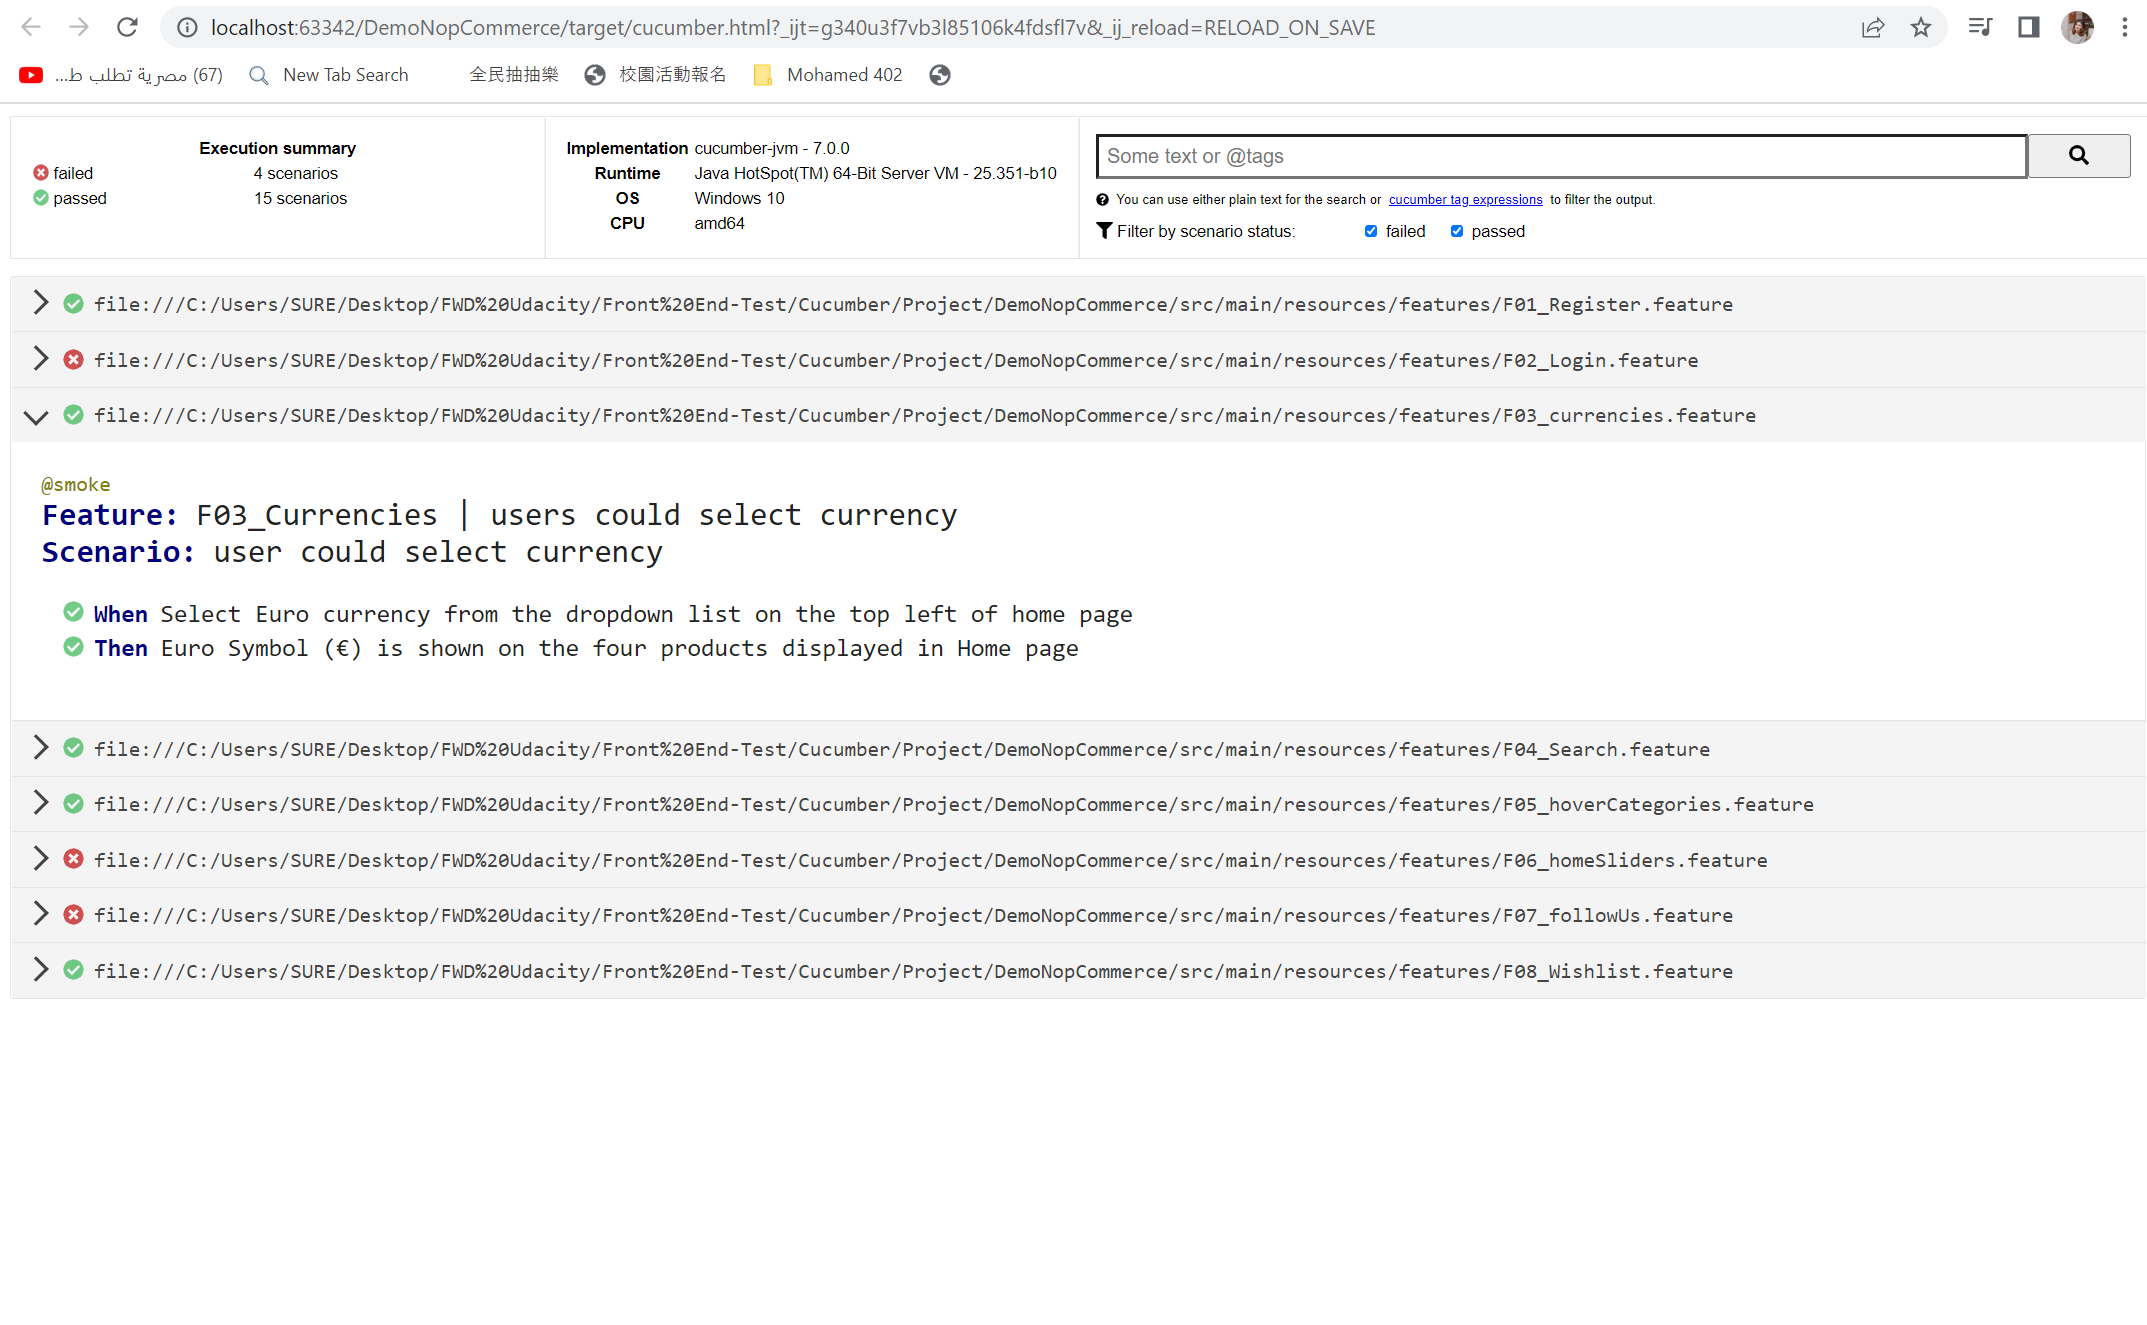 localhost:63342/DemoNopCommerce/target/cucumber.html?_ijt=g340u3f7vb3l85106k4fdsfl7v&_ij_reload=RELOAD_ON_SAVE
(67) مصرية تطلب ط... New Tab Search 全民抽抽樂 校園活動報名 Mohamed 402
Execution summary
failed 4 scenarios
passed 15 scenarios
Implementation cucumber-jvm - 7.0.0
Runtime Java HotSpot(TM) 64-Bit Server VM - 25.351-b10
OS Windows 10
CPU amd64
Some text or @tags
You can use either plain text for the search or cucumber tag expressions to filter the output.
Filter by scenario status: failed passed
file:///C:/Users/SURE/Desktop/FWD%20Udacity/Front%20End-Test/Cucumber/Project/DemoNopCommerce/src/main/resources/features/F01_Register.feature
file:///C:/Users/SURE/Desktop/FWD%20Udacity/Front%20End-Test/Cucumber/Project/DemoNopCommerce/src/main/resources/features/F02_Login.feature
file:///C:/Users/SURE/Desktop/FWD%20Udacity/Front%20End-Test/Cucumber/Project/DemoNopCommerce/src/main/resources/features/F03_currencies.feature
@smoke
Feature: F03_Currencies | users could select currency
Scenario: user could select currency
When Select Euro currency from the dropdown list on the top left of home page
Then Euro Symbol (€) is shown on the four products displayed in Home page
file:///C:/Users/SURE/Desktop/FWD%20Udacity/Front%20End-Test/Cucumber/Project/DemoNopCommerce/src/main/resources/features/F04_Search.feature
file:///C:/Users/SURE/Desktop/FWD%20Udacity/Front%20End-Test/Cucumber/Project/DemoNopCommerce/src/main/resources/features/F05_hoverCategories.feature
file:///C:/Users/SURE/Desktop/FWD%20Udacity/Front%20End-Test/Cucumber/Project/DemoNopCommerce/src/main/resources/features/F06_homeSliders.feature
file:///C:/Users/SURE/Desktop/FWD%20Udacity/Front%20End-Test/Cucumber/Project/DemoNopCommerce/src/main/resources/features/F07_followUs.feature
file:///C:/Users/SURE/Desktop/FWD%20Udacity/Front%20End-Test/Cucumber/Project/DemoNopCommerce/src/main/resources/features/F08_Wishlist.feature